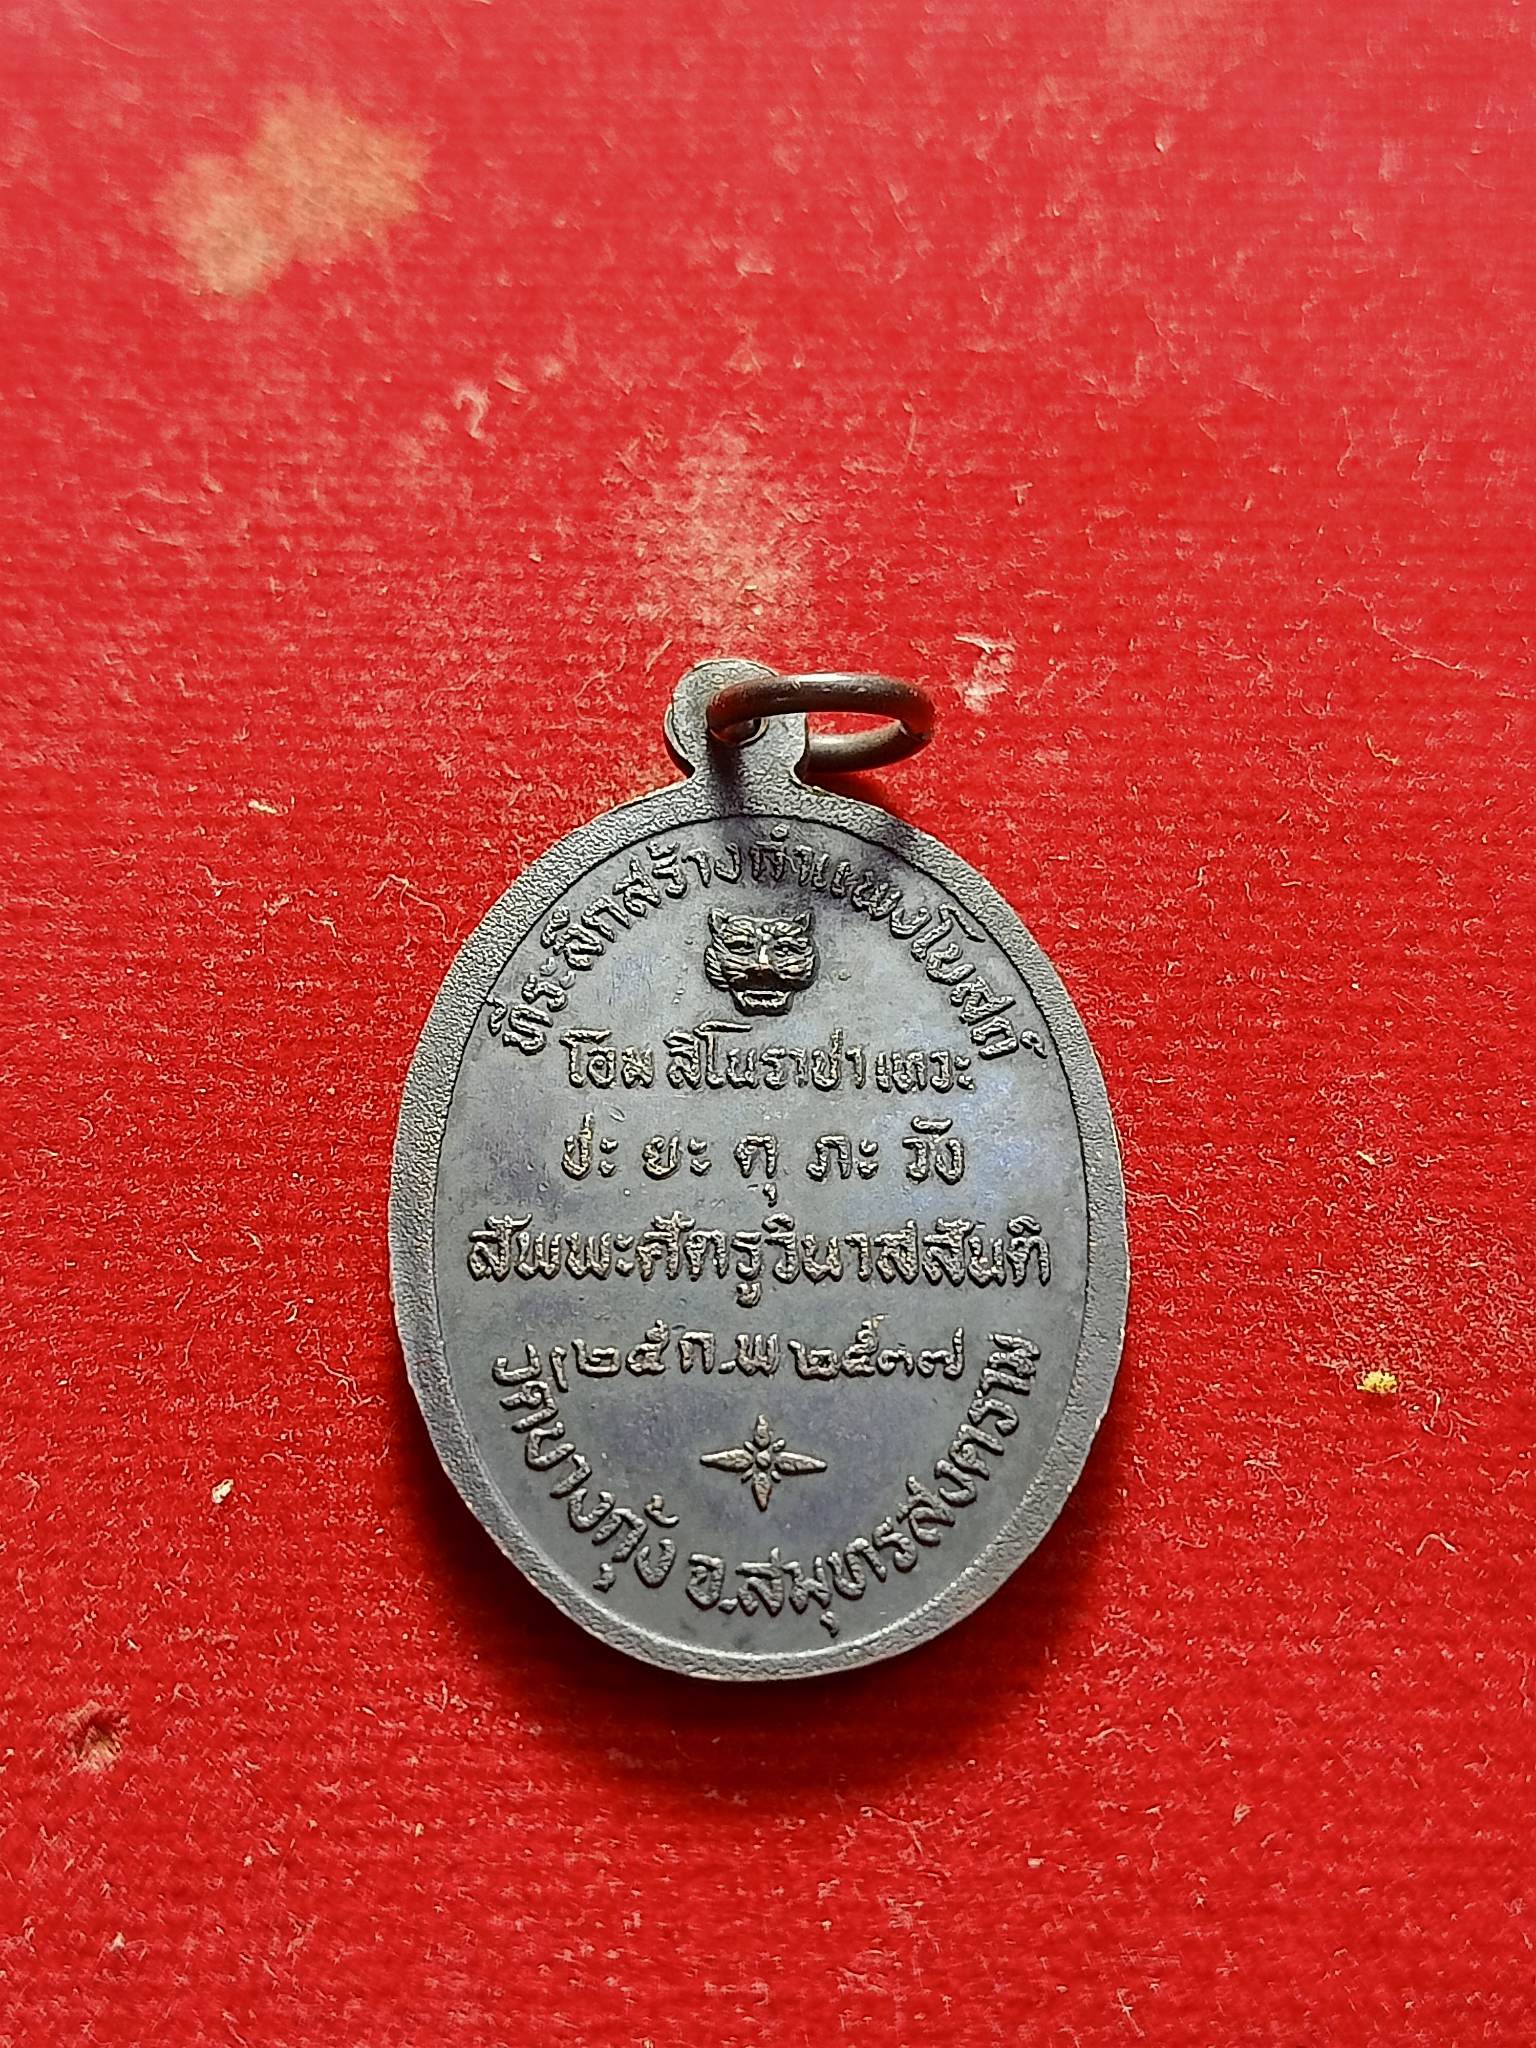 ที่ระลึกสร้างกำแพงโบสถ์
โอม สิโนราชา เทวะ
ชะ ยะ ตุ ภะ วัง
สัพพะศัตรูวินาสสันติ
๒๕ ก.พ ๒๕๓๗
วัดบางกุ้ง จ.สมุทรสงคราม